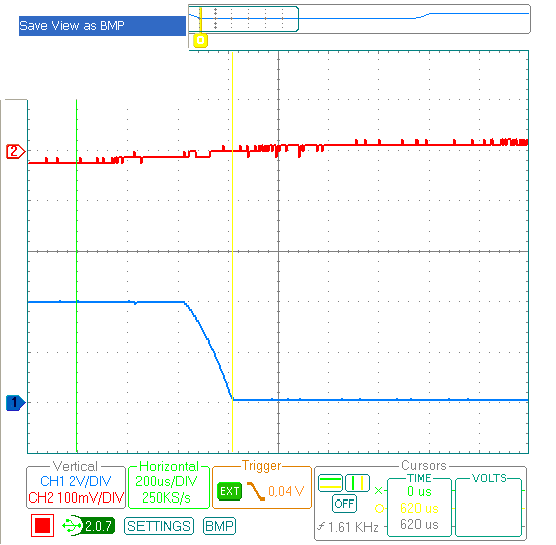 Save View as BMP
2
1
Vertical
CH1 2V/DIV
CH2 100mV/DIV
Horizontal
200us/DIV
250KS/s
Trigger
EXT 0,04 V
Cursors
TIME VOLTS
X 0 us
OFF O 620 us
1.61 KHz 620 us
2.0.7 SETTINGS BMP